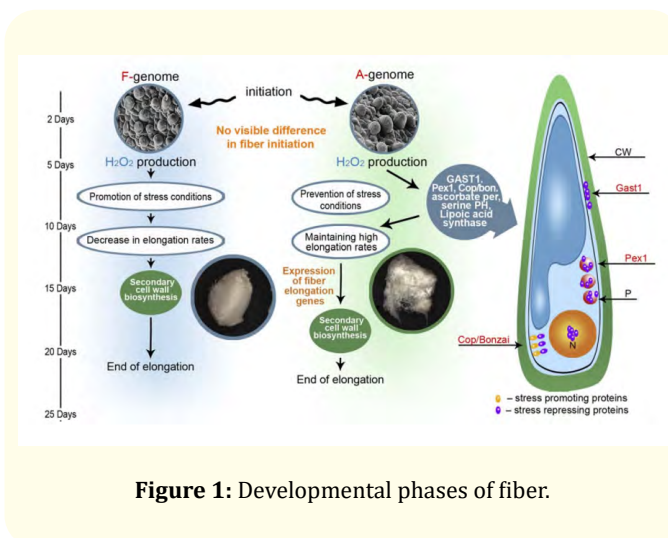 F-genome
A-genome
initiation
2 Days
No visible difference
in fiber initiation
5 Days
H₂O₂ production
H₂O₂ production
GAST1,
Pex1, Cop/bon.
ascorbate per,
serine PH,
Lipoic acid
synthase
CW
Gast1
Promotion of stress conditions
Prevention of stress
conditions
10 Days
Decrease in elongation rates
Maintaining high
elongation rates
Expression
of fiber
elongation
genes
Pex1
15 Days
Secondary
cell wall
biosynthesis
P
Secondary
cell wall
biosynthesis
N
Cop/Bonzai
20 Days
End of elongation
End of elongation
– stress promoting proteins
– stress repressing proteins
25 Days
Figure 1: Developmental phases of fiber.